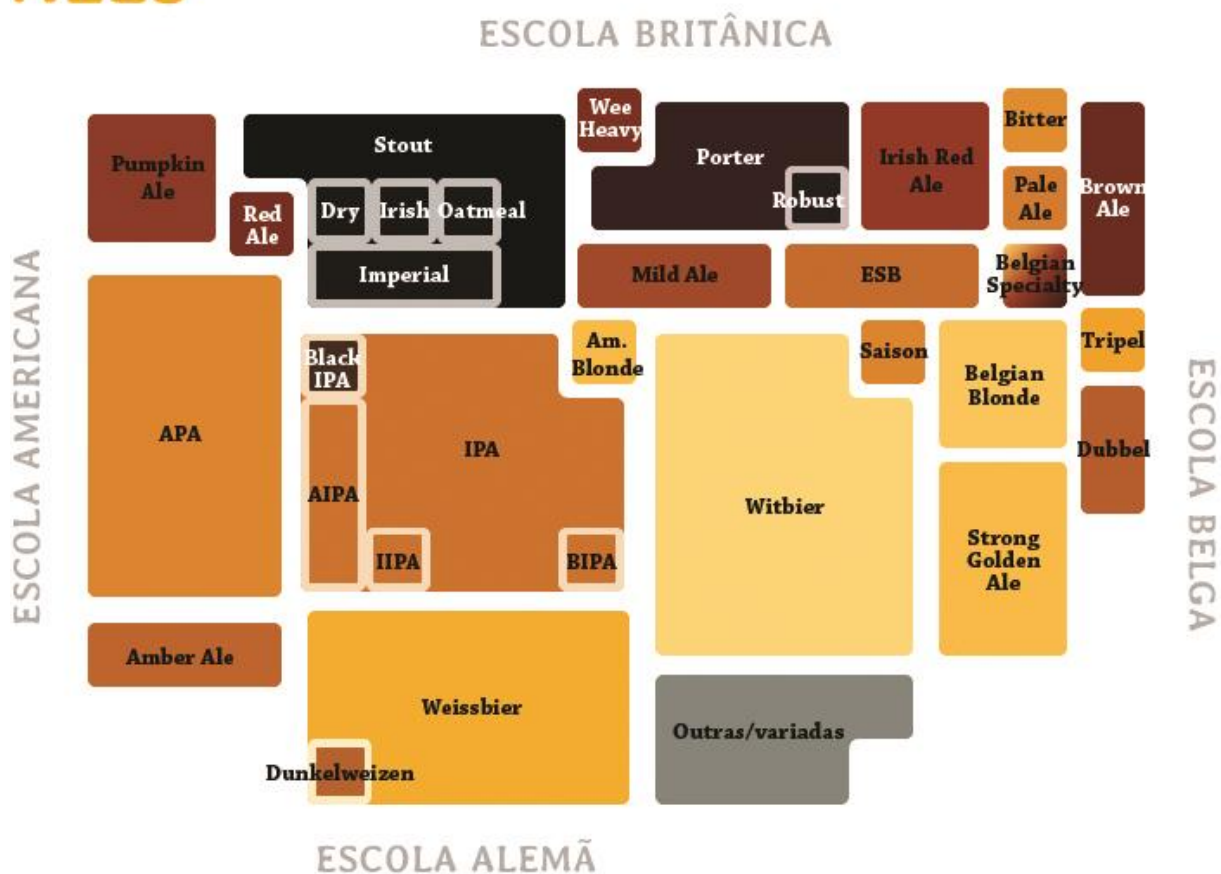 ESCOLA BRITÂNICA
Wee
Heavy
Bitter
Stout
Porter
Pumpkin
Ale
Irish Red
Ale
Pale
Ale
Brown
Ale
Red
Ale
Dry
Irish
Oatmeal
Robust
Imperial
Mild Ale
ESB
Belgian
Specialty
ESCOLA AMERICANA
APA
Black
IPA
AIPA
IPA
IIPA
BIPA
Am.
Blonde
Witbier
Saison
Belgian
Blonde
Tripel
Dubbel
Strong
Golden
Ale
ESCOLA BELGA
Amber Ale
Weissbier
Dunkelweizen
Outras/variadas
ESCOLA ALEMÃ